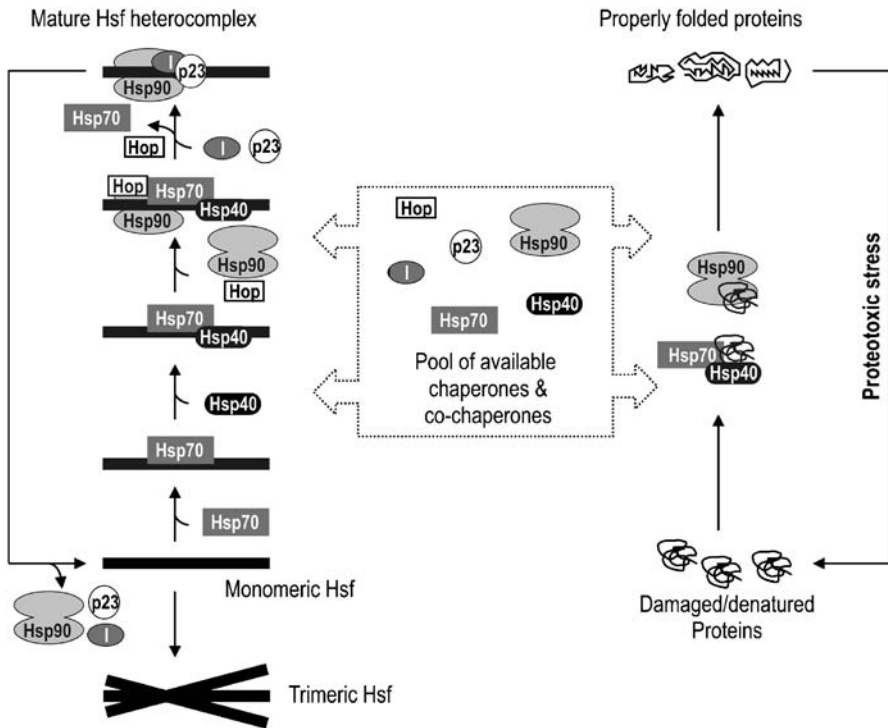 Mature Hsf heterocomplex
I
p23
Hsp90
Hsp70
Hop
I
p23
Hop
Hsp70
Hsp40
Hsp90
Hsp90
Hop
Hsp70
Hsp40
Hsp40
Hsp70
Hsp70
Monomeric Hsf
Hsp90
p23
I
Trimeric Hsf
Hop
p23
Hsp90
I
Hsp70
Hsp40
Pool of available
chaperones &
co-chaperones
Properly folded proteins
Hsp90
Hsp70
Hsp40
Damaged/denatured
Proteins
Proteotoxic stress